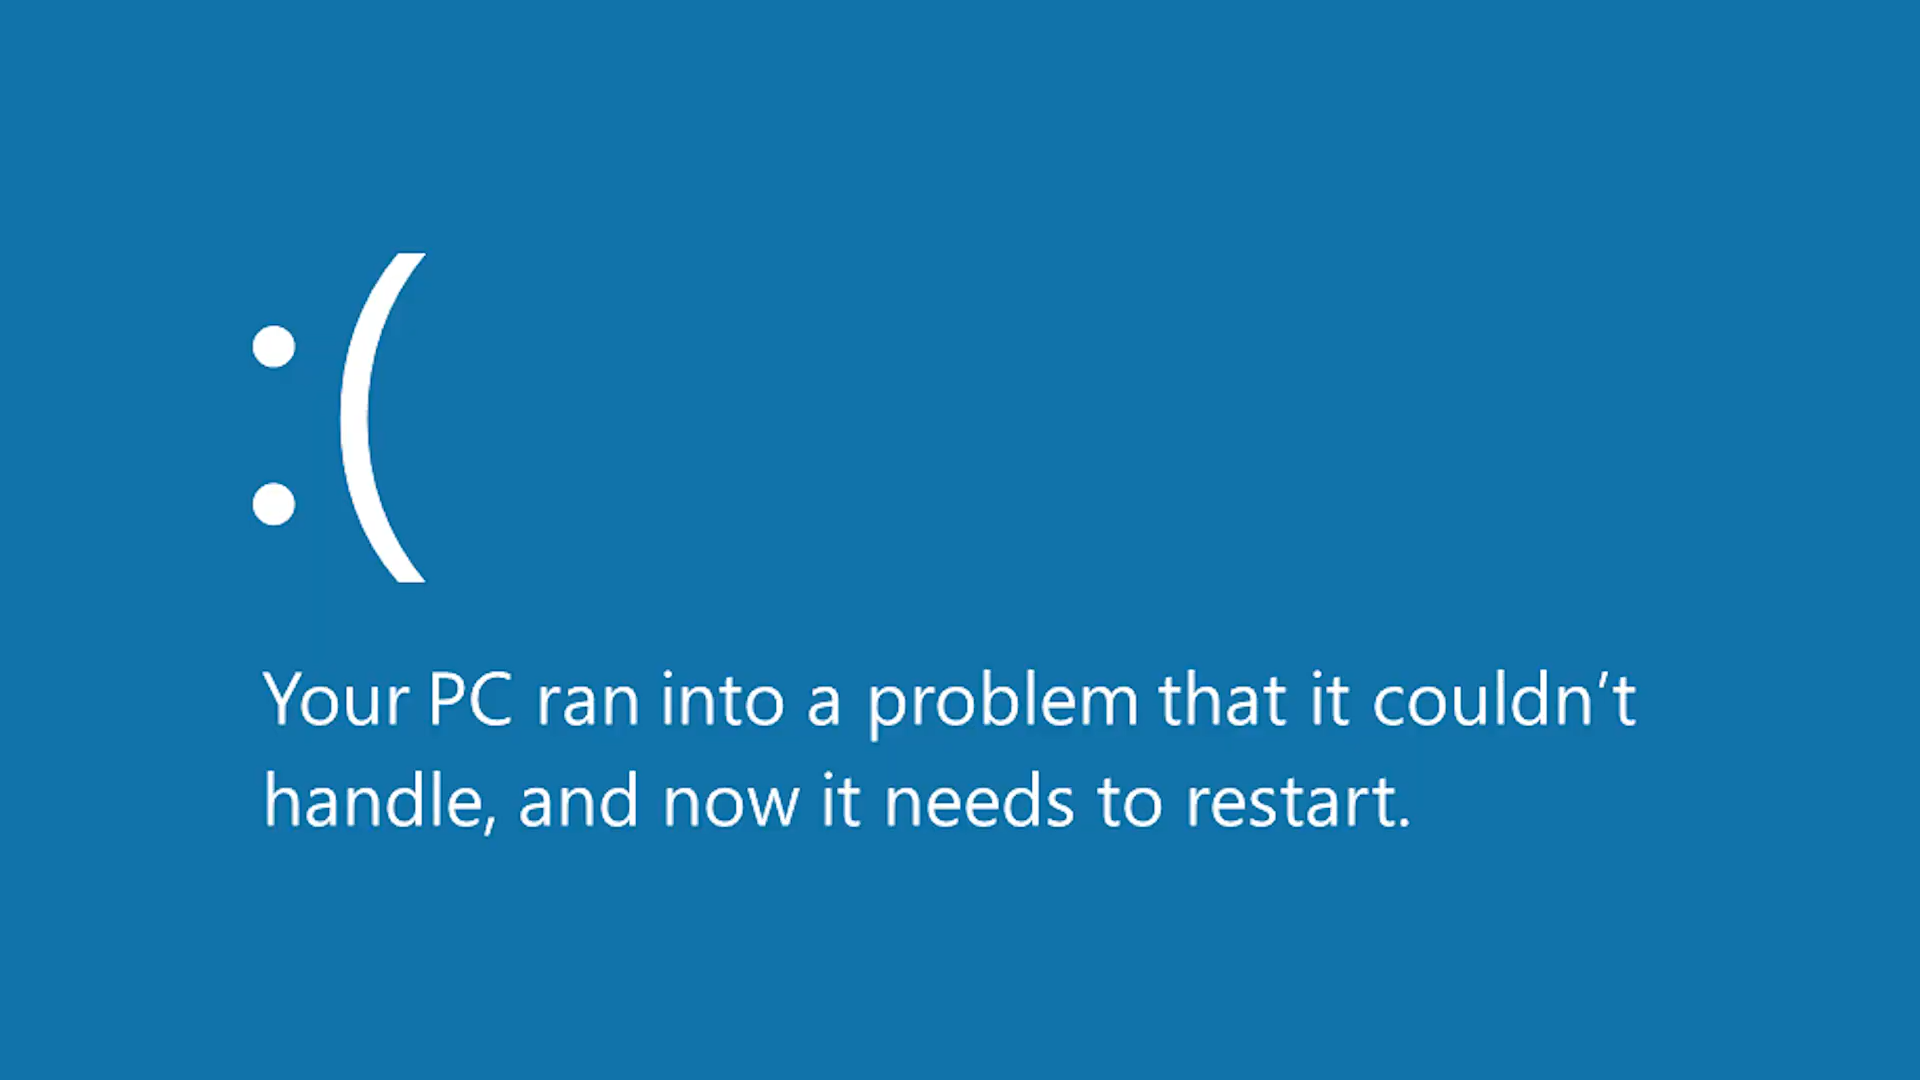 :(
Your PC ran into a problem that it couldn’t
handle, and now it needs to restart.